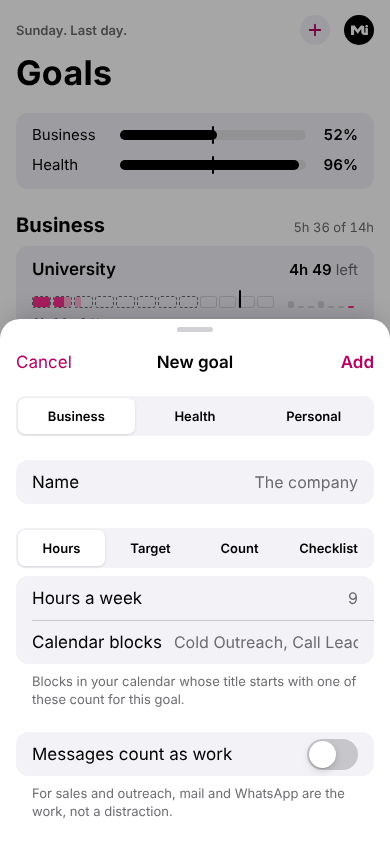 Sunday. Last day.
+
Mi
Goals
Business 52%
Health 96%
Business 5h 36 of 14h
University 4h 49 left
Cancel New goal Add
Business Health Personal
Name The company
Hours Target Count Checklist
Hours a week 9
Calendar blocks Cold Outreach, Call Lead
Blocks in your calendar whose title starts with one of
these count for this goal.
Messages count as work
For sales and outreach, mail and WhatsApp are the
work, not a distraction.